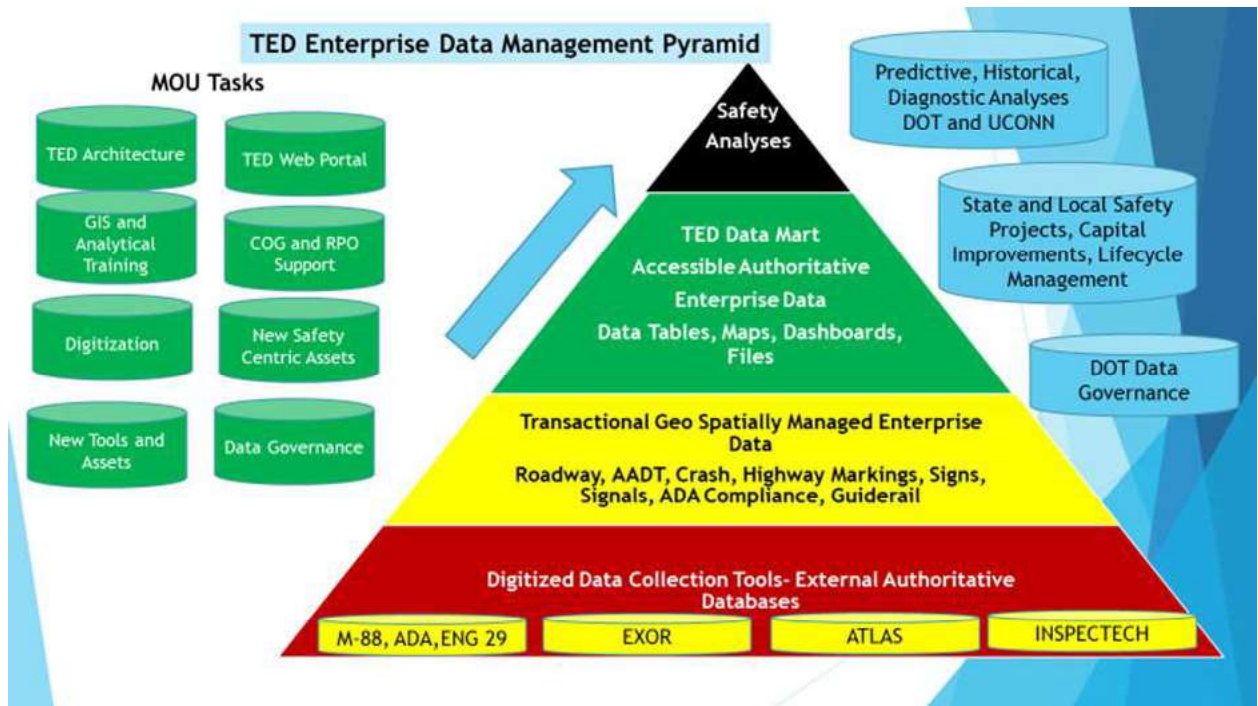 TED Enterprise Data Management Pyramid
MOU Tasks
TED Architecture
TED Web Portal
GIS and
Analytical
Training
COG and RPO
Support
Digitization
New Safety
Centric Assets
New Tools and
Assets
Data Governance
Safety
Analyses
TED Data Mart
Accessible Authoritative
Enterprise Data
Data Tables, Maps, Dashboards,
Files
Transactional Geo Spatially Managed Enterprise
Data
Roadway, AADT, Crash, Highway Markings, Signs,
Signals, ADA Compliance, Guiderail
Digitized Data Collection Tools- External Authoritative
Databases
M-88, ADA,ENG 29
EXOR
ATLAS
INSPECTECH
Predictive, Historical,
Diagnostic Analyses
DOT and UCONN
State and Local Safety
Projects, Capital
Improvements, Lifecycle
Management
DOT Data
Governance